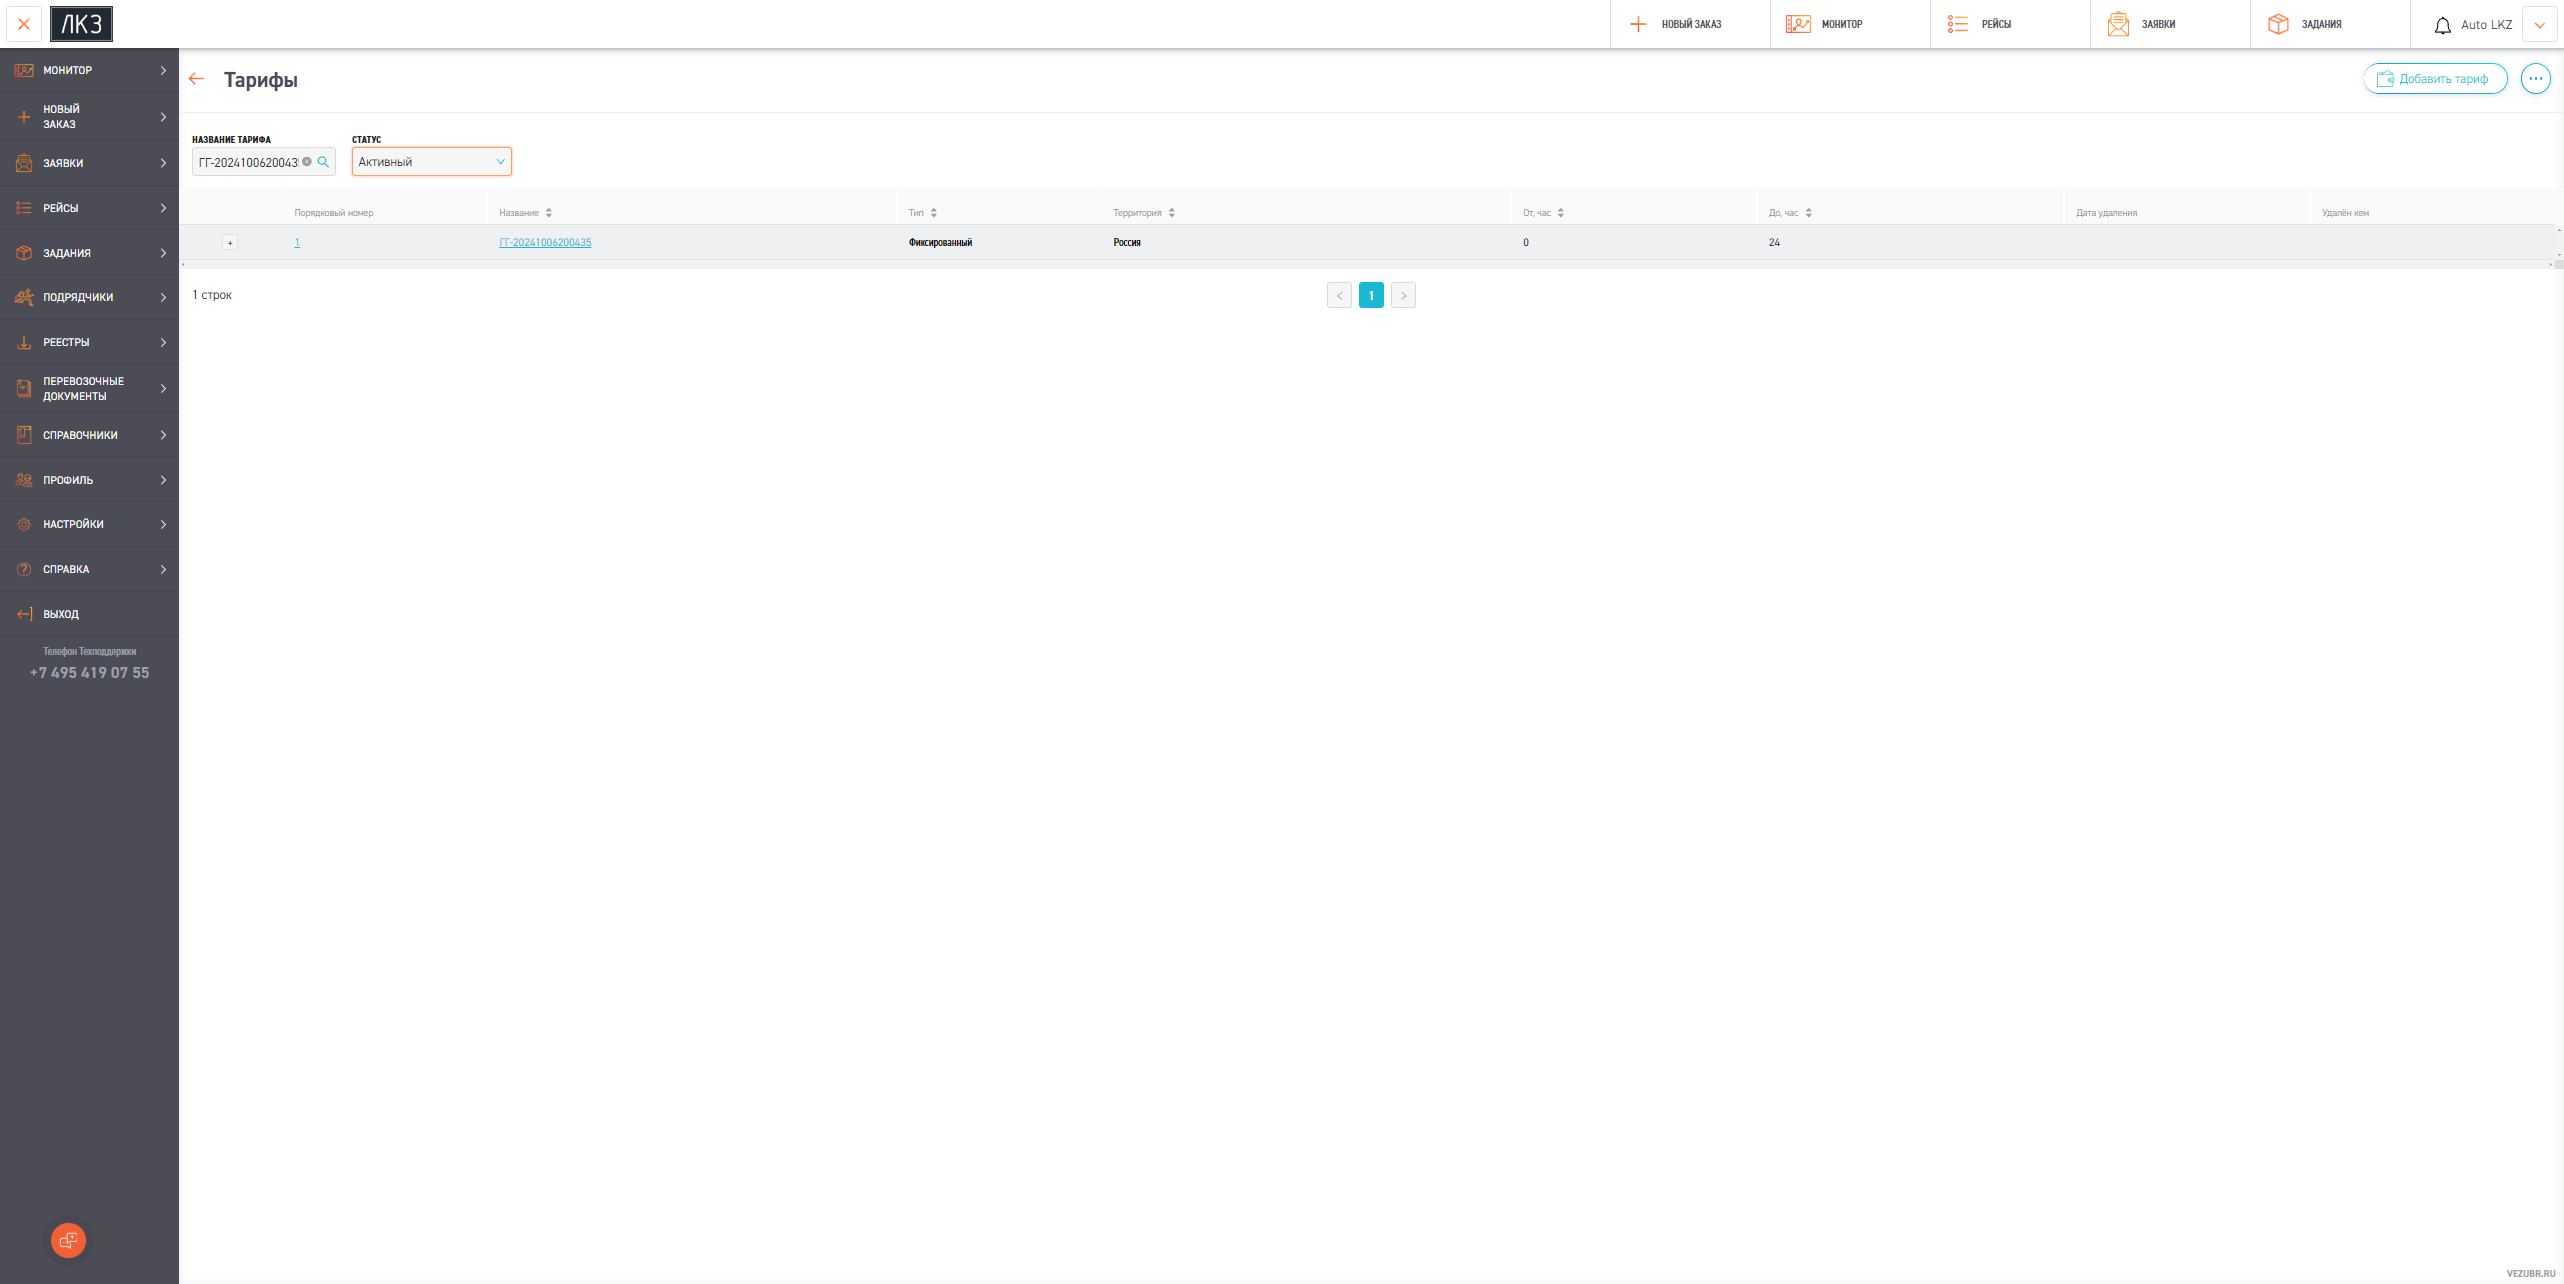 ЛКЗ
НОВЫЙ ЗАКАЗ
МОНИТОР
РЕЙСЫ
ЗАЯВКИ
ЗАДАНИЯ
Auto LKZ
МОНИТОР
НОВЫЙ
ЗАКАЗ
ЗАЯВКИ
РЕЙСЫ
ЗАДАНИЯ
ПОДРЯДЧИКИ
РЕЕСТРЫ
ПЕРЕВОЗОЧНЫЕ
ДОКУМЕНТЫ
СПРАВОЧНИКИ
ПРОФИЛЬ
НАСТРОЙКИ
СПРАВКА
ВЫХОД
Телефон Техподдержки
+7 495 419 07 55
Тарифы
Добавить тариф
НАЗВАНИЕ ТАРИФА
СТАТУС
ГГ-20241006200435
Активный
Порядковый номер
Название
Тип
Территория
От, час
До, час
Дата удаления
Удалён кем
+
1
ГГ-20241006200435
Фиксированный
Россия
0
24
1 строк
1
VEZUBR.RU